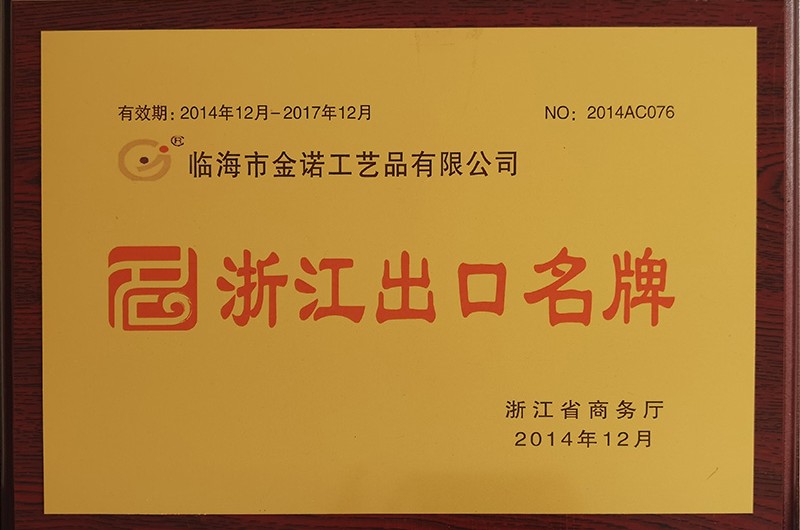 有效期: 2014年12月-2017年12月 NO: 2014AC076
® 临海市金诺工艺品有限公司
浙江出口名牌
浙江省商务厅
2014年12月